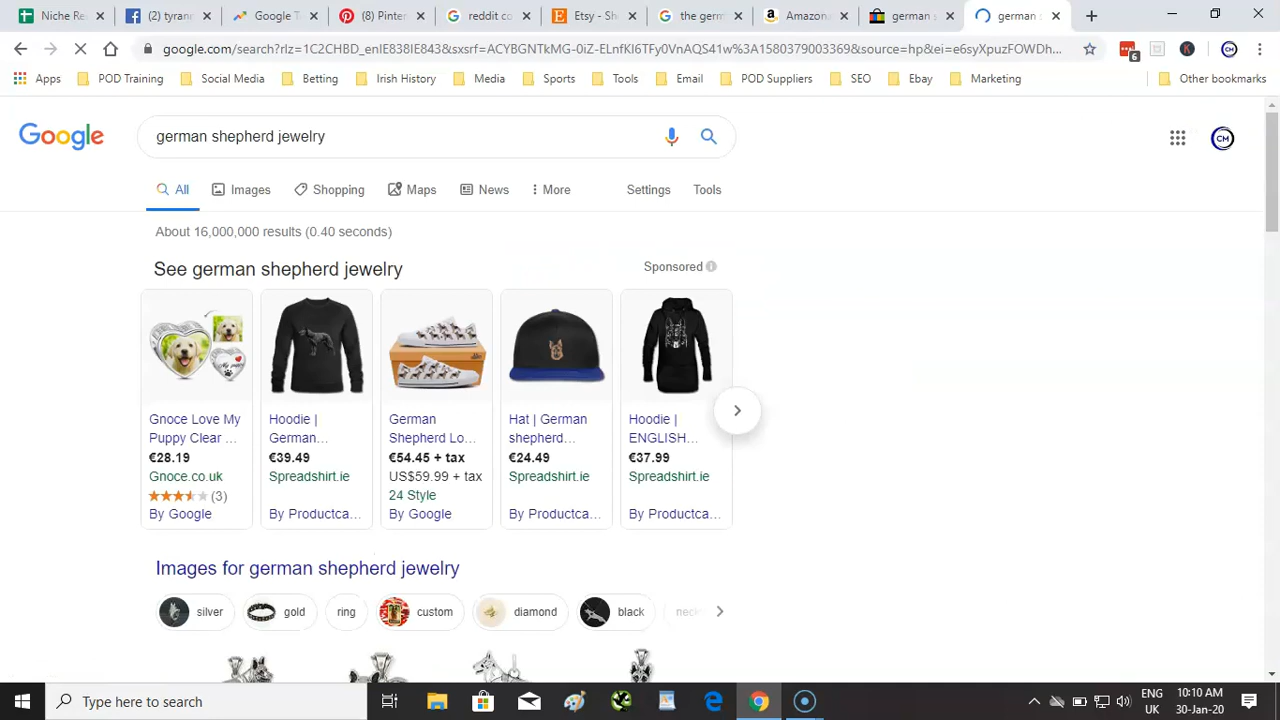 Niche Re
(2) tyrane
Google T
(8) Pinter
reddit co
Etsy - Sh
the germ
Amazon
german s
german s
google.com/search?rlz=1C2CHBD_enIE838IE843&sxsrf=ACYBGNTkMG-0iZ-ELnfKl6TFy0VnAQS41w%3A1580379003369&source=hp&ei=e6syXpuzFOWDh...
6
K
CM
Apps
POD Training
Social Media
Betting
Irish History
Media
Sports
Tools
Email
POD Suppliers
SEO
Ebay
Marketing
Other bookmarks
Google
german shepherd jewelry
CM
All
Images
Shopping
Maps
News
More
Settings
Tools
About 16,000,000 results (0.40 seconds)
See german shepherd jewelry
Sponsored
Gnoce Love My
Puppy Clear ...
€28.19
Gnoce.co.uk
(3)
By Google
Hoodie |
German...
€39.49
Spreadshirt.ie
By Productca...
German
Shepherd Lo...
€54.45 + tax
US$59.99 + tax
24 Style
By Google
Hat | German
shepherd...
€24.49
Spreadshirt.ie
By Productca...
Hoodie |
ENGLISH...
€37.99
Spreadshirt.ie
By Productca...
Images for german shepherd jewelry
silver
gold
ring
custom
diamond
black
neck
Type here to search
ENG
UK
10:10 AM
30-Jan-20